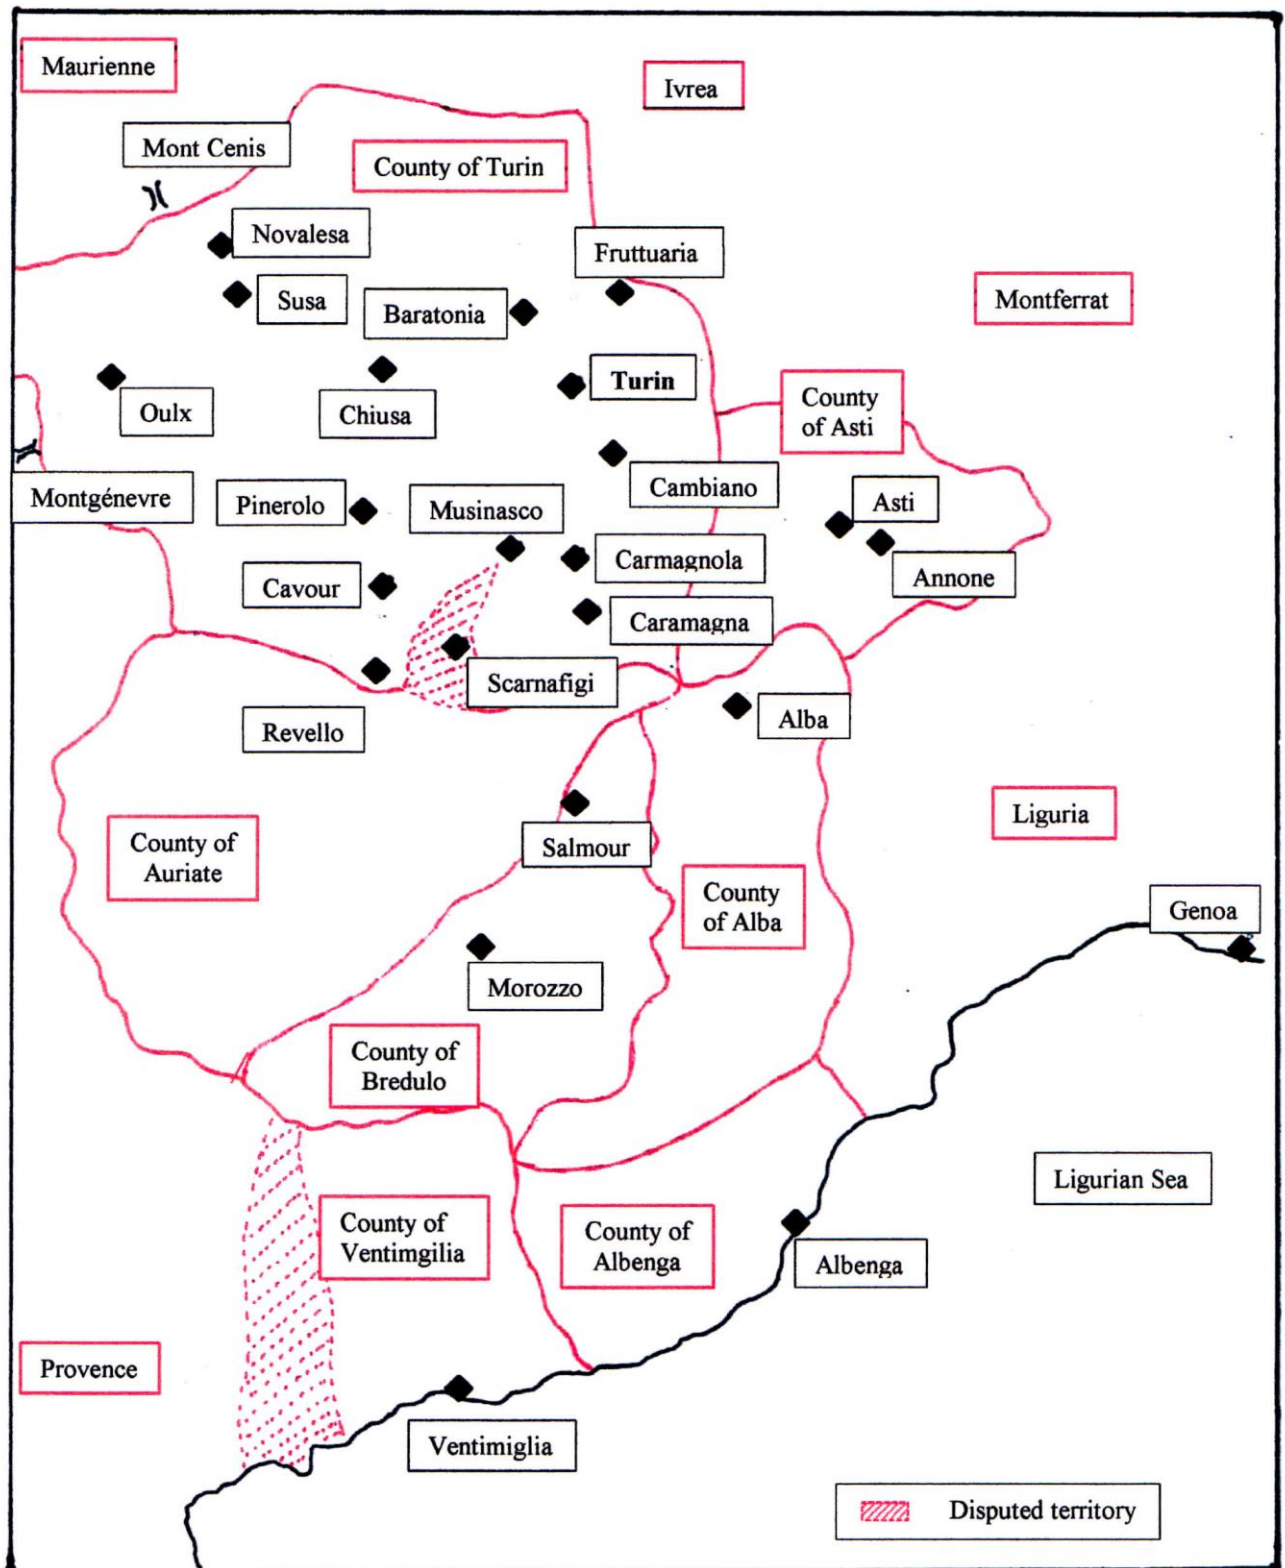 Maurienne
Ivrea
Mont Cenis
County of Turin
Novalesa
Fruttuaria
Susa
Baratonia
Montferrat
Turin
Oulx
Chiusa
County
of Asti
Montgénevre
Pinerolo
Musinasco
Cambiano
Asti
Cavour
Carmagnola
Annone
Caramagna
Scarnafigi
Revello
Alba
County of
Auriate
Salmour
Liguria
County
of Alba
Genoa
Morozzo
County of
Bredulo
Ligurian Sea
County of
Ventimgilia
County of
Albenga
Albenga
Provence
Ventimiglia
Disputed territory